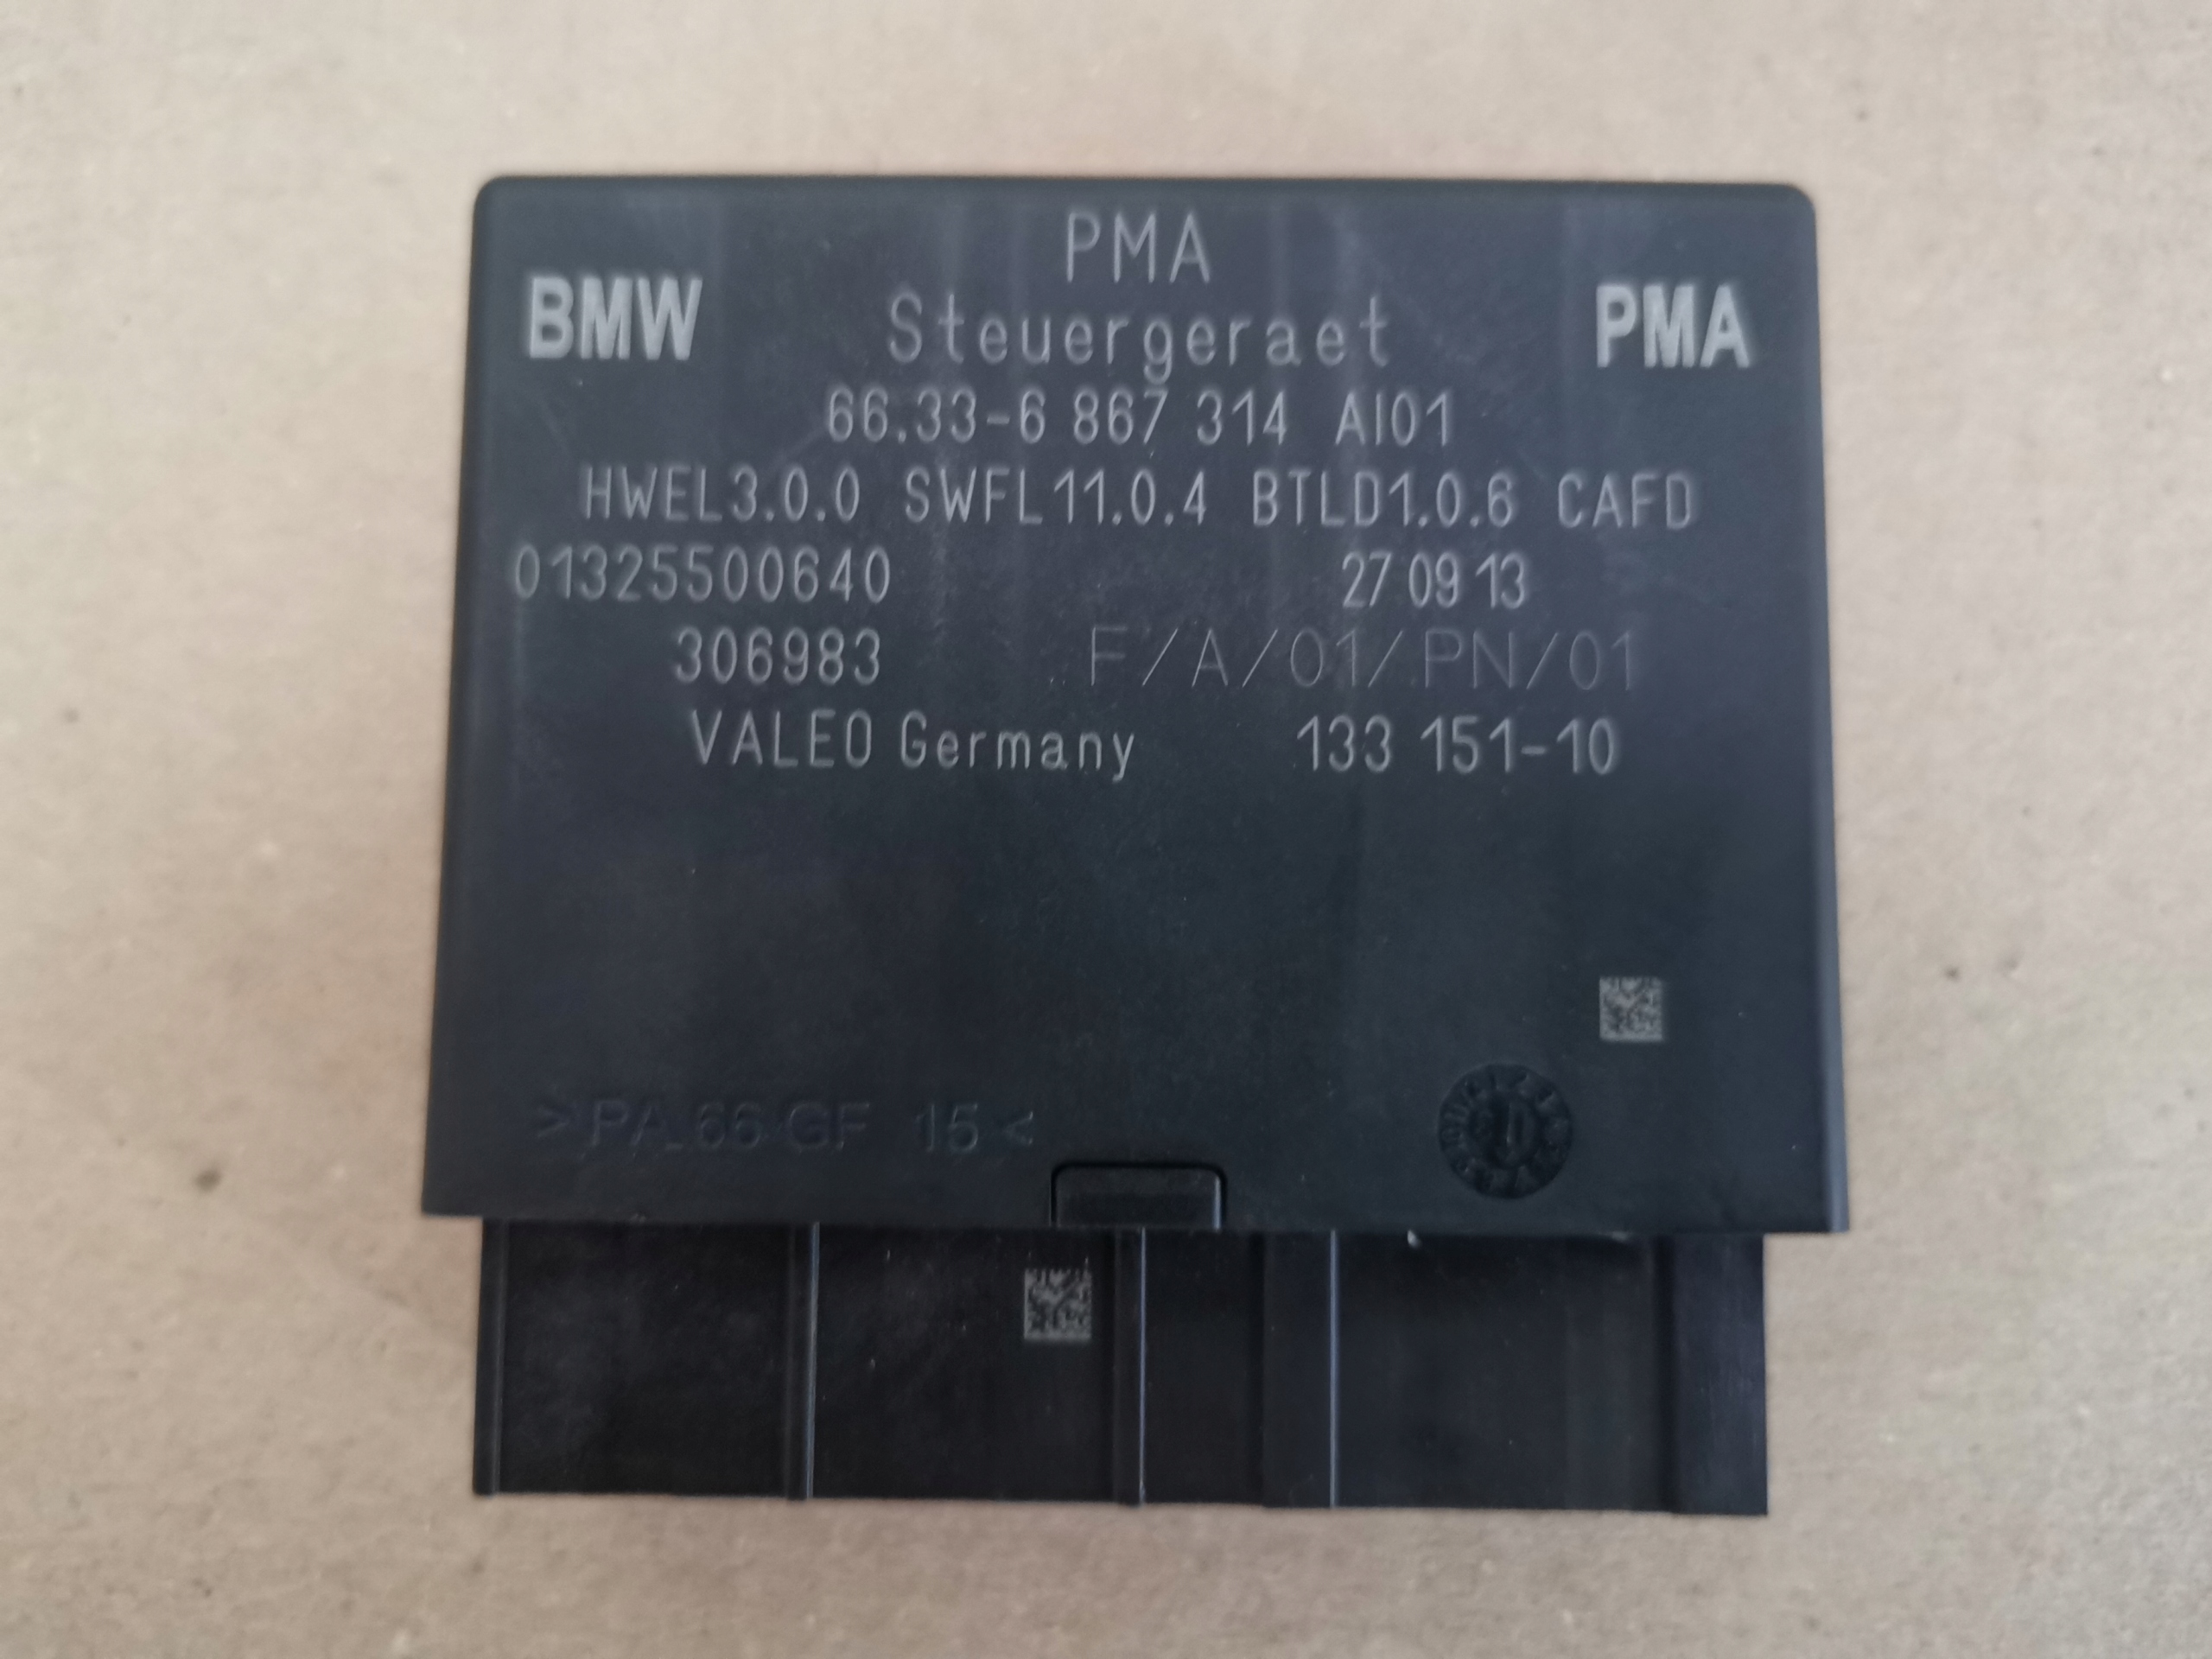 PMA
BMW Steuergeraet PMA
66.33-6 867 314 AI01
HWEL3.0.0 SWFL11.0.4 BTLD1.0.6 CAFD
01325500640 27 09 13
306983 F/A/01/PN/01
VALEO Germany 133 151-10
>PA 66 GF 15<